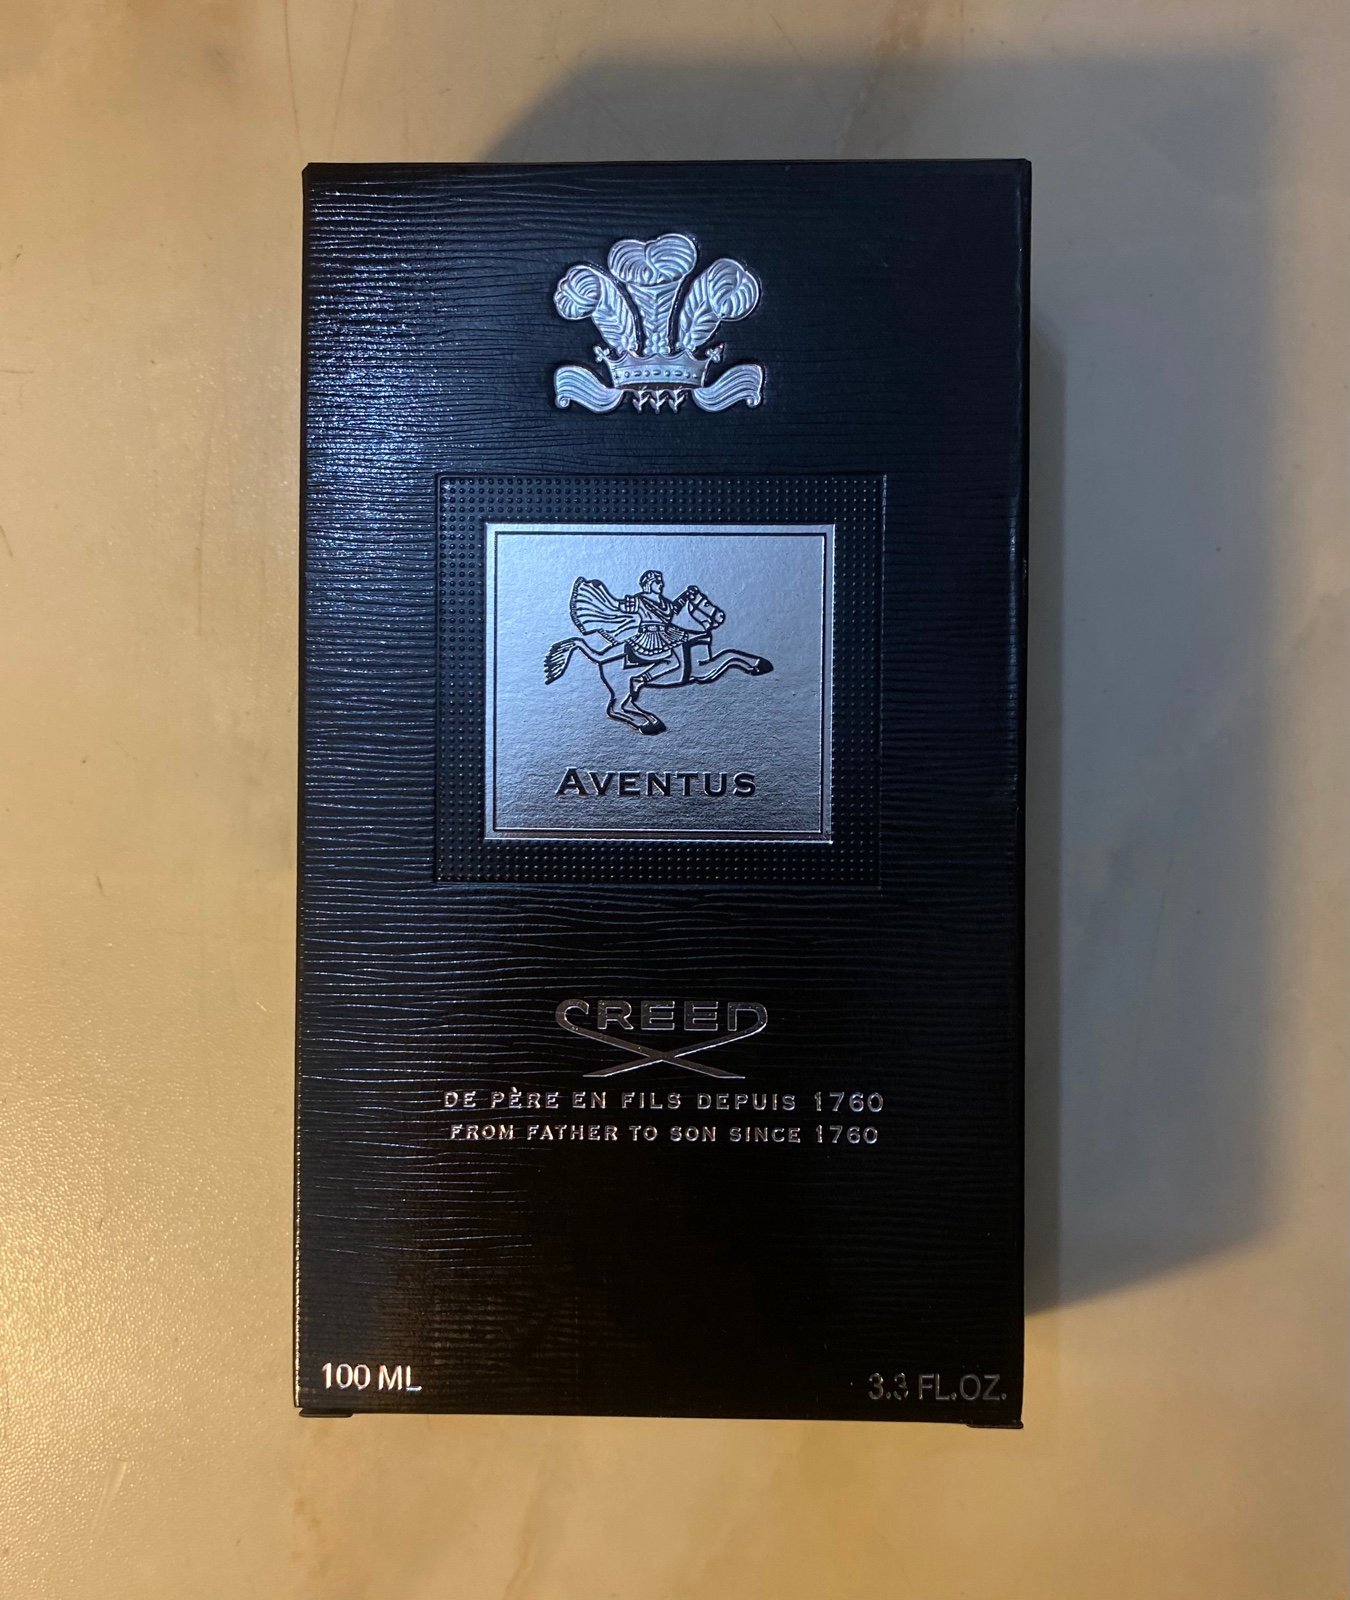 AVENTUS
CREED
DE PÈRE EN FILS DEPUIS 1760
FROM FATHER TO SON SINCE 1760
100 ML
3.3 FL.OZ.